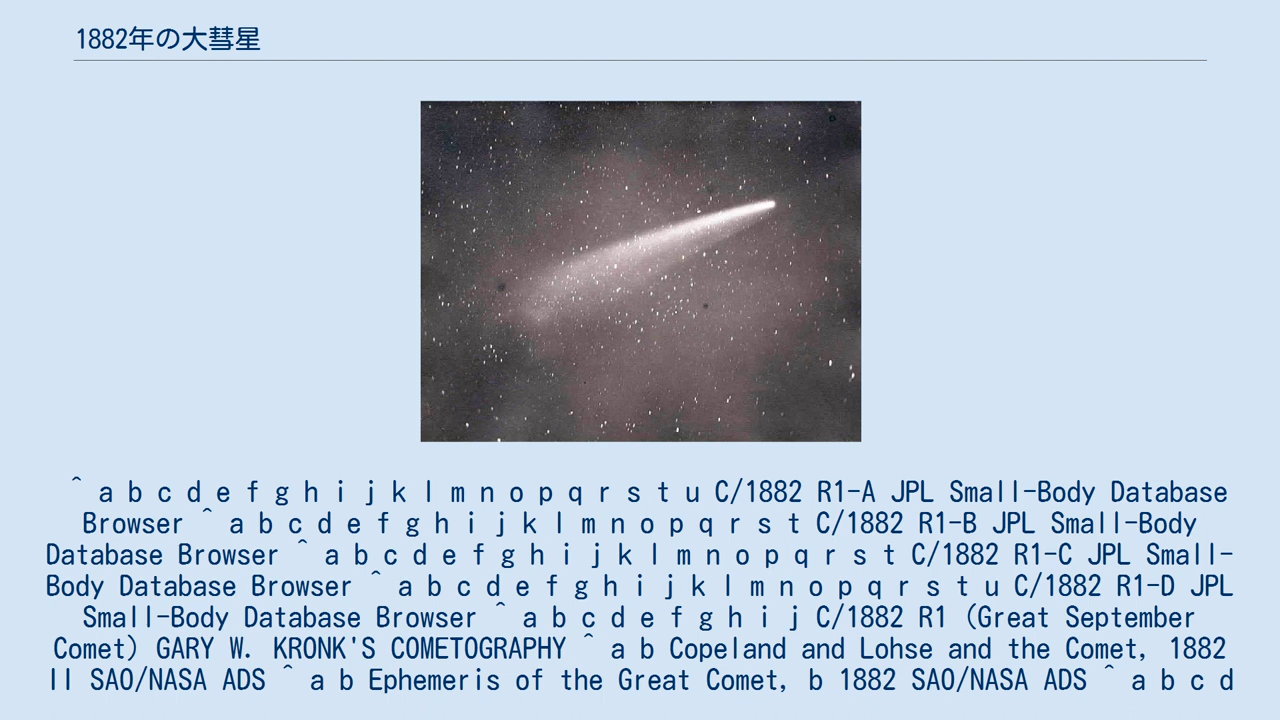 1882年の大彗星
^ a b c d e f g h i j k l m n o p q r s t u C/1882 R1-A JPL Small-Body Database
Browser ^ a b c d e f g h i j k l m n o p q r s t C/1882 R1-B JPL Small-Body
Database Browser ^ a b c d e f g h i j k l m n o p q r s t C/1882 R1-C JPL Small-
Body Database Browser ^ a b c d e f g h i j k l m n o p q r s t u C/1882 R1-D JPL
Small-Body Database Browser ^ a b c d e f g h i j C/1882 R1 (Great September
Comet) GARY W. KRONK'S COMETOGRAPHY ^ a b Copeland and Lohse and the Comet, 1882
II SAO/NASA ADS ^ a b Ephemeris of the Great Comet, b 1882 SAO/NASA ADS ^ a b c d